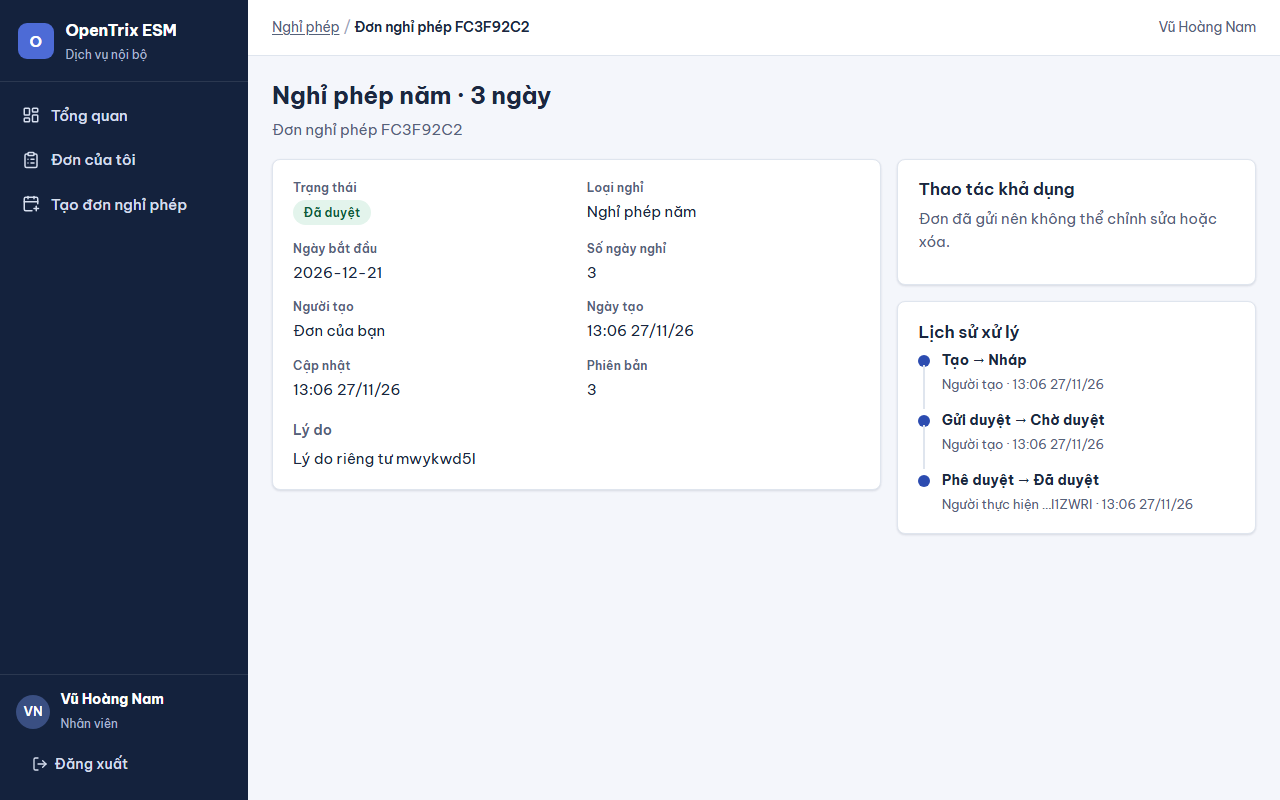 O
OpenTrix ESM
Dịch vụ nội bộ
Tổng quan
Đơn của tôi
Tạo đơn nghỉ phép
VN
Vũ Hoàng Nam
Nhân viên
Đăng xuất
Nghỉ phép / Đơn nghỉ phép FC3F92C2
Vũ Hoàng Nam
Nghỉ phép năm · 3 ngày
Đơn nghỉ phép FC3F92C2
Trạng thái
Đã duyệt
Loại nghỉ
Nghỉ phép năm
Ngày bắt đầu
2026-12-21
Số ngày nghỉ
3
Người tạo
Đơn của bạn
Ngày tạo
13:06 27/11/26
Cập nhật
13:06 27/11/26
Phiên bản
3
Lý do
Lý do riêng tư mwykwd5l
Thao tác khả dụng
Đơn đã gửi nên không thể chỉnh sửa hoặc
xóa.
Lịch sử xử lý
Tạo → Nháp
Người tạo · 13:06 27/11/26
Gửi duyệt → Chờ duyệt
Người tạo · 13:06 27/11/26
Phê duyệt → Đã duyệt
Người thực hiện …I1ZWRI · 13:06 27/11/26